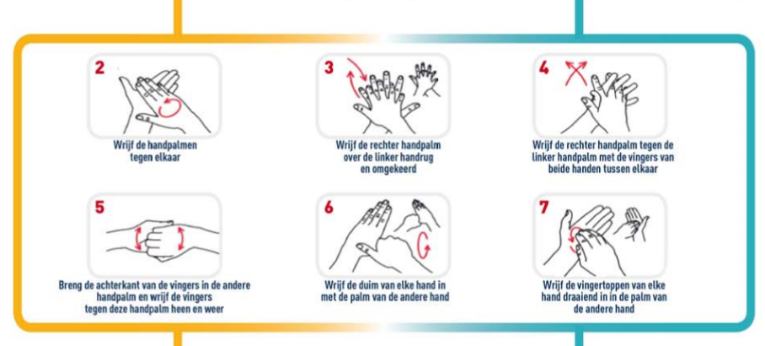 2
Wrijf de handpalmen
tegen elkaar
3
Wrijf de rechter handpalm
over de linker handrug
en omgekeerd
4
Wrijf de rechter handpalm tegen de
linker handpalm met de vingers van
beide handen tussen elkaar
5
Breng de achterkant van de vingers in de andere
handpalm en wrijf de vingers
tegen deze handpalm heen en weer
6
Wrijf de duim van elke hand in
met de palm van de andere hand
7
Wrijf de vingertoppen van elke
hand draaiend in in de palm van
de andere hand